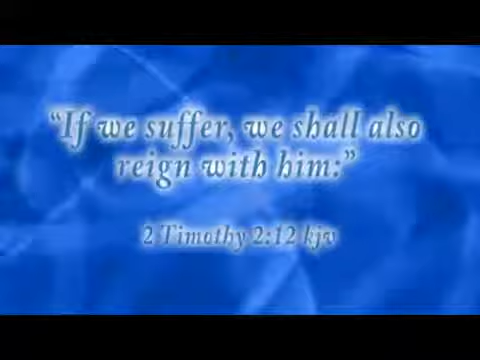 “If we suffer, we shall also
reign with him:”
2 Timothy 2:12 kjv